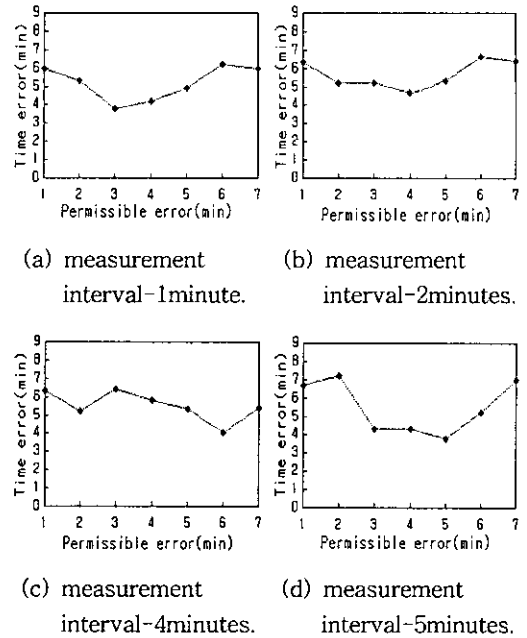 9
8
7
6
5
4
3
2
1
0
Time error(min)
1 2 3 4 5 6 7
Permissible error(min)
9
8
7
6
5
4
3
2
1
0
Time error(min)
1 2 3 4 5 6 7
Permissible error(min)
(a) measurement
interval-1minute.
(b) measurement
interval-2minutes.
9
8
7
6
5
4
3
2
1
0
Time error(min)
1 2 3 4 5 6 7
Permissible error(min)
9
8
7
6
5
4
3
2
1
0
Time error(min)
1 2 3 4 5 6 7
Permissible error(min)
(c) measurement
interval-4minutes.
(d) measurement
interval-5minutes.